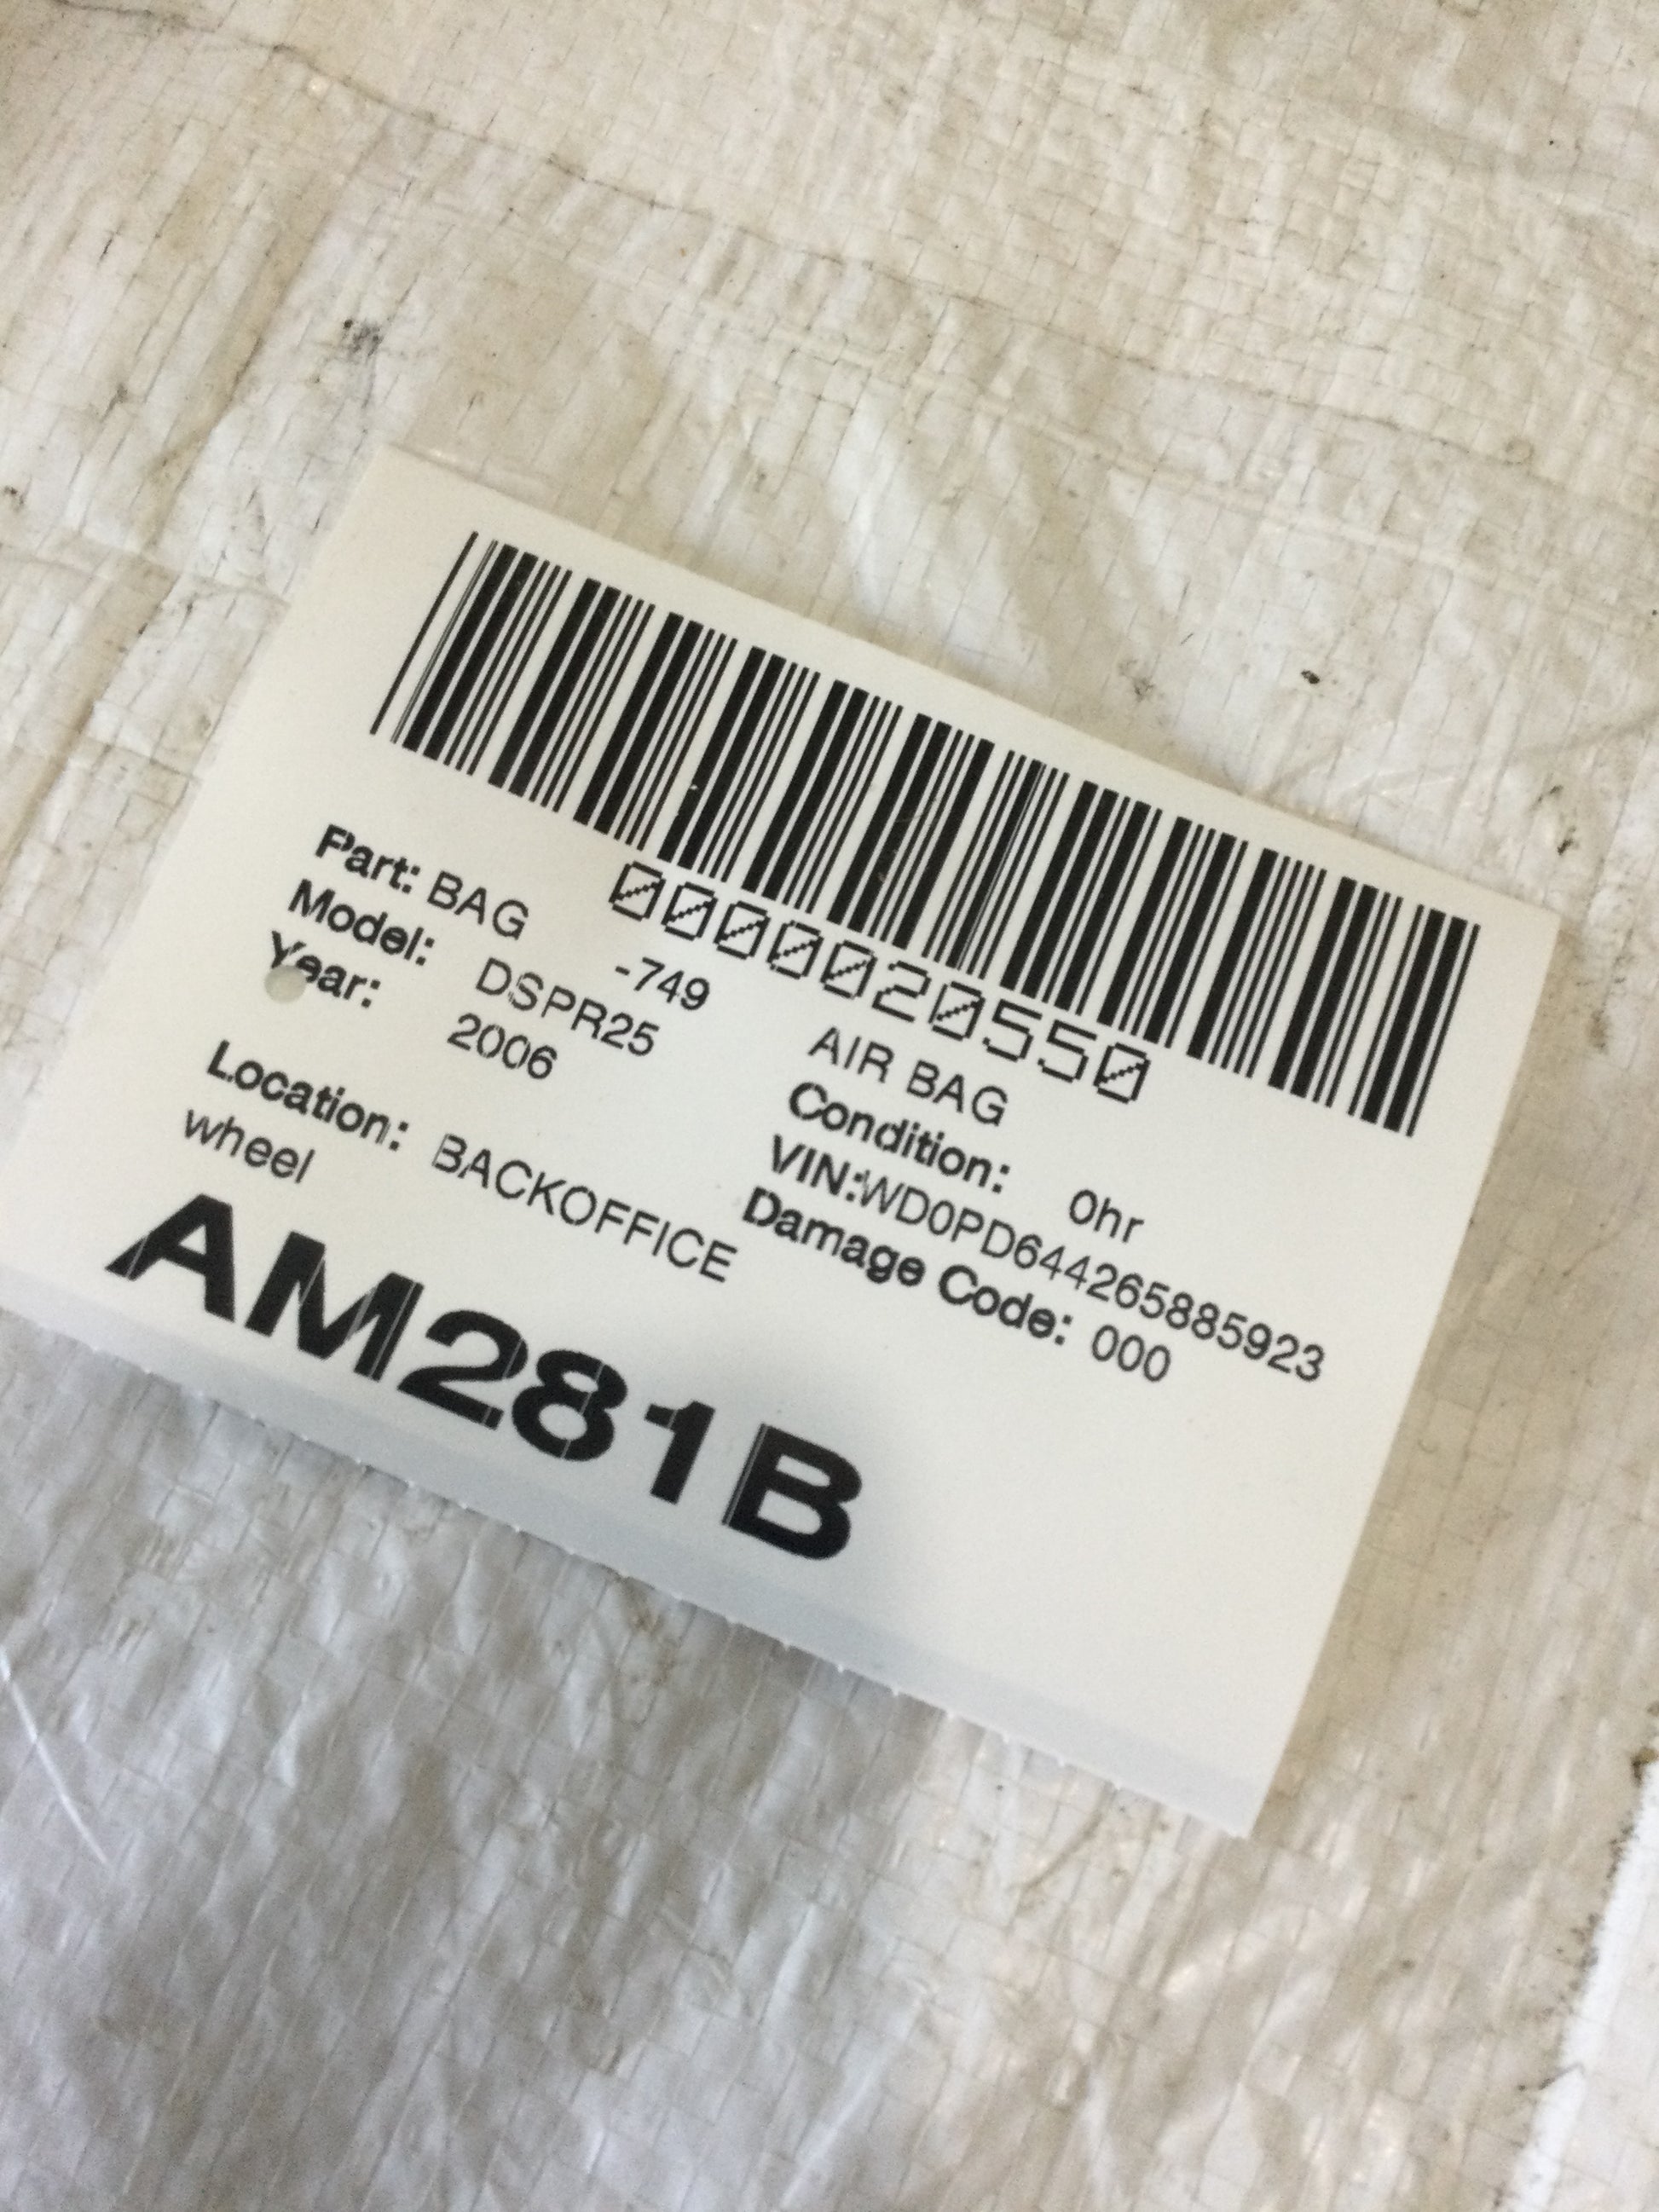 0000020550
Part: BAG -749 AIR BAG
Model: DSPR25 Condition: 0hr
Year: 2006 VIN:WD0PD644265885923
Damage Code: 000
Location: BACKOFFICE
wheel
AM281B